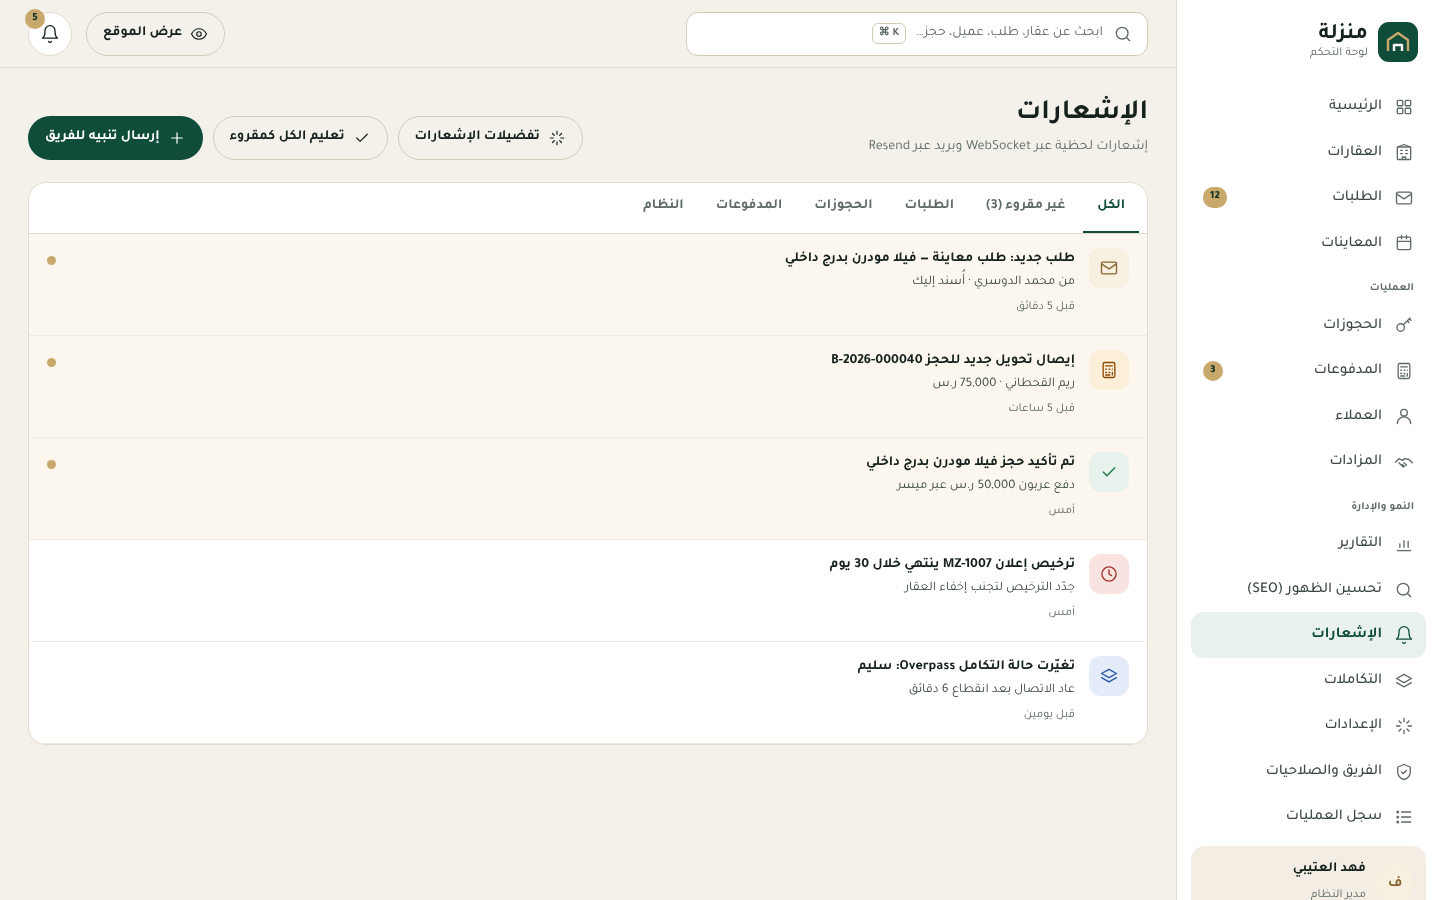 منزلة
لوحة التحكم
الرئيسية
العقارات
الطلبات 12
المعاينات
العمليات
الحجوزات
المدفوعات 3
العملاء
المزادات
النمو والإدارة
التقارير
تحسين الظهور (SEO)
الإشعارات
التكاملات
الإعدادات
الفريق والصلاحيات
سجل العمليات
ف
فهد العتيبي
مدير النظام
ابحث عن عقار، طلب، عميل، حجز… ⌘ K
عرض الموقع
5
الإشعارات
إشعارات لحظية عبر WebSocket وبريد عبر Resend
تفضيلات الإشعارات
تعليم الكل كمقروء
إرسال تنبيه للفريق
الكل غير مقروء (3) الطلبات الحجوزات المدفوعات النظام
طلب جديد: طلب معاينة — فيلا مودرن بدرج داخلي
من محمد الدوسري · أُسند إليك
قبل 5 دقائق
إيصال تحويل جديد للحجز B-2026-000040
ريم القحطاني · 75,000 ر.س
قبل 5 ساعات
تم تأكيد حجز فيلا مودرن بدرج داخلي
دفع عربون 50,000 ر.س عبر ميسر
أمس
ترخيص إعلان MZ-1007 ينتهي خلال 30 يوم
جدّد الترخيص لتجنب إخفاء العقار
أمس
تغيّرت حالة التكامل Overpass: سليم
عاد الاتصال بعد انقطاع 6 دقائق
قبل يومين